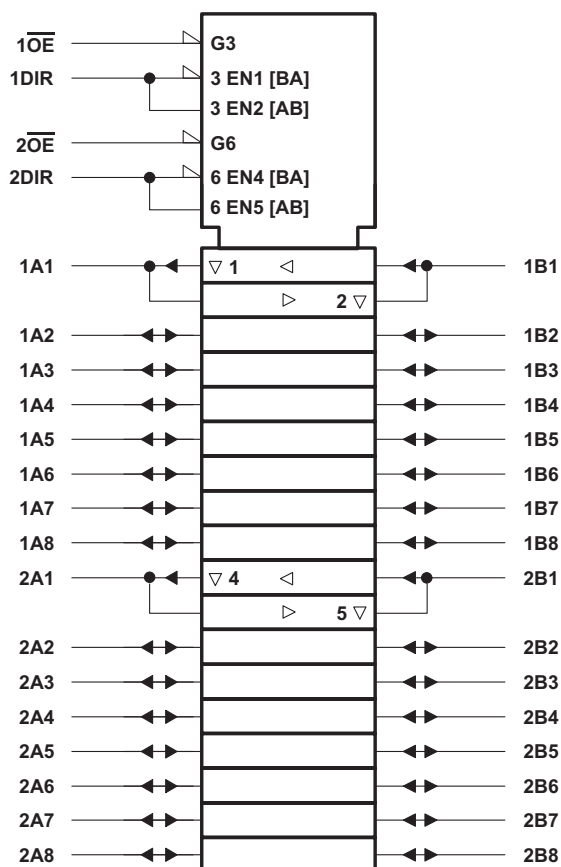 1O̅E̅ G3
1DIR 3 EN1 [BA]
3 EN2 [AB]
2O̅E̅ G6
2DIR 6 EN4 [BA]
6 EN5 [AB]
1A1 ▽ 1 ◁ 1B1
▷ 2 ▽
1A2 1B2
1A3 1B3
1A4 1B4
1A5 1B5
1A6 1B6
1A7 1B7
1A8 1B8
2A1 ▽ 4 ◁ 2B1
▷ 5 ▽
2A2 2B2
2A3 2B3
2A4 2B4
2A5 2B5
2A6 2B6
2A7 2B7
2A8 2B8